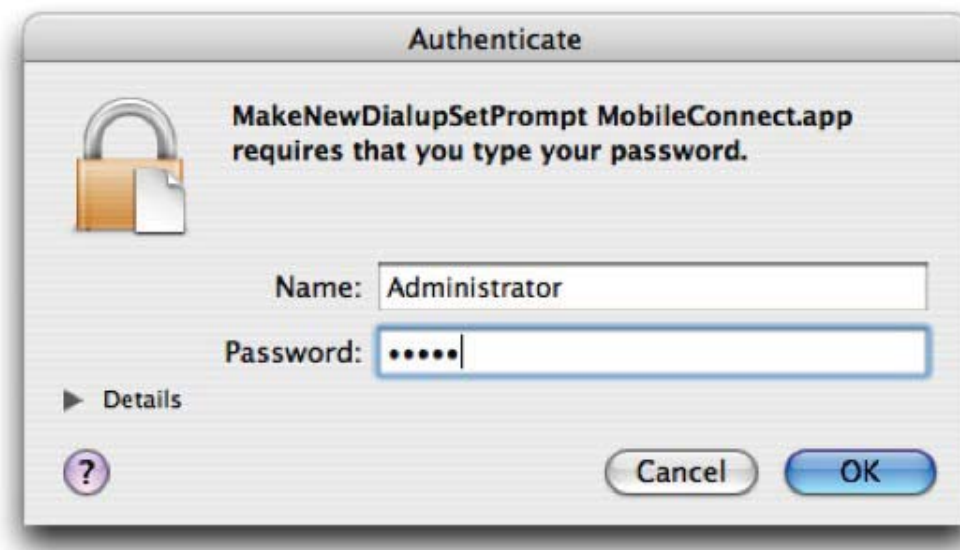 Authenticate
MakeNewDialupSetPrompt MobileConnect.app
requires that you type your password.
Name: Administrator
Password: •••••
Details
?
Cancel
OK